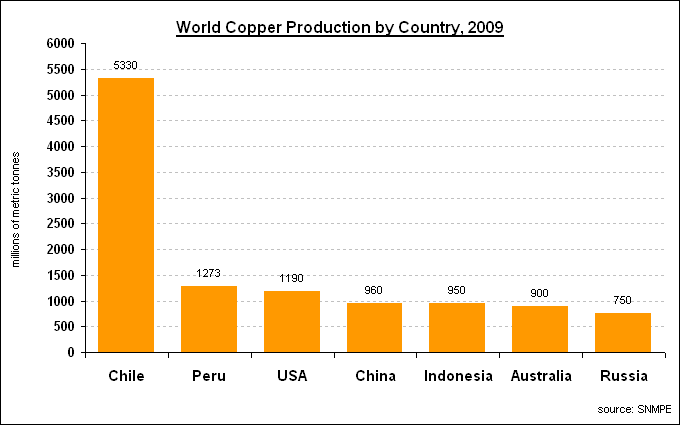 World Copper Production by Country, 2009
millions of metric tonnes
6000
5500
5000
4500
4000
3500
3000
2500
2000
1500
1000
500
0
5330
1273
1190
960
950
900
750
Chile
Peru
USA
China
Indonesia
Australia
Russia
source: SNMPE